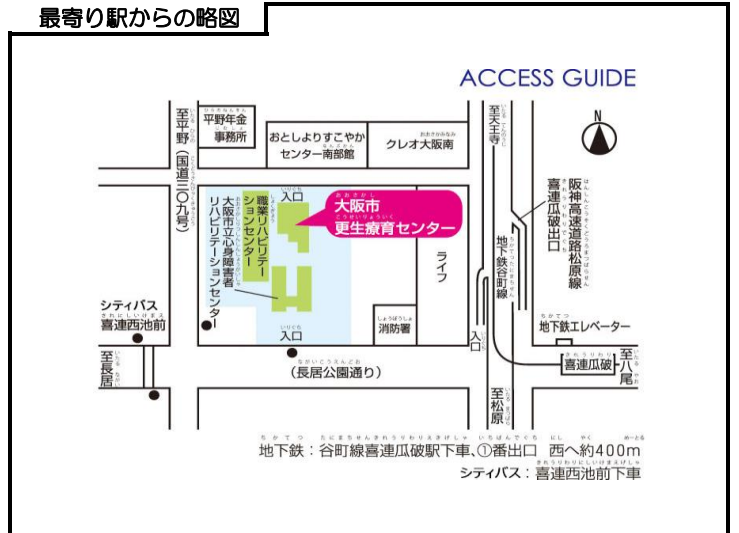 最寄り駅からの略図
ACCESS GUIDE
至平野(国道三〇九号)
平野年金
事務所
おとしよりすこやか
センター南部館
クレオ大阪南
至天王寺
N
阪神高速道路松原線
喜連瓜破出口
入口
大阪市
更生療育センター
職業リハビリテー
ションセンター
大阪市立心身障害者
リハビリテーションセンター
ライフ
地下鉄谷町線
シティバス
喜連西池前
消防署
入口
入口
地下鉄エレベーター
至長居
(長居公園通り)
喜連瓜破
至八尾
至松原
地下鉄:谷町線喜連瓜破駅下車、①番出口 西へ約400m
シティバス:喜連西池前下車